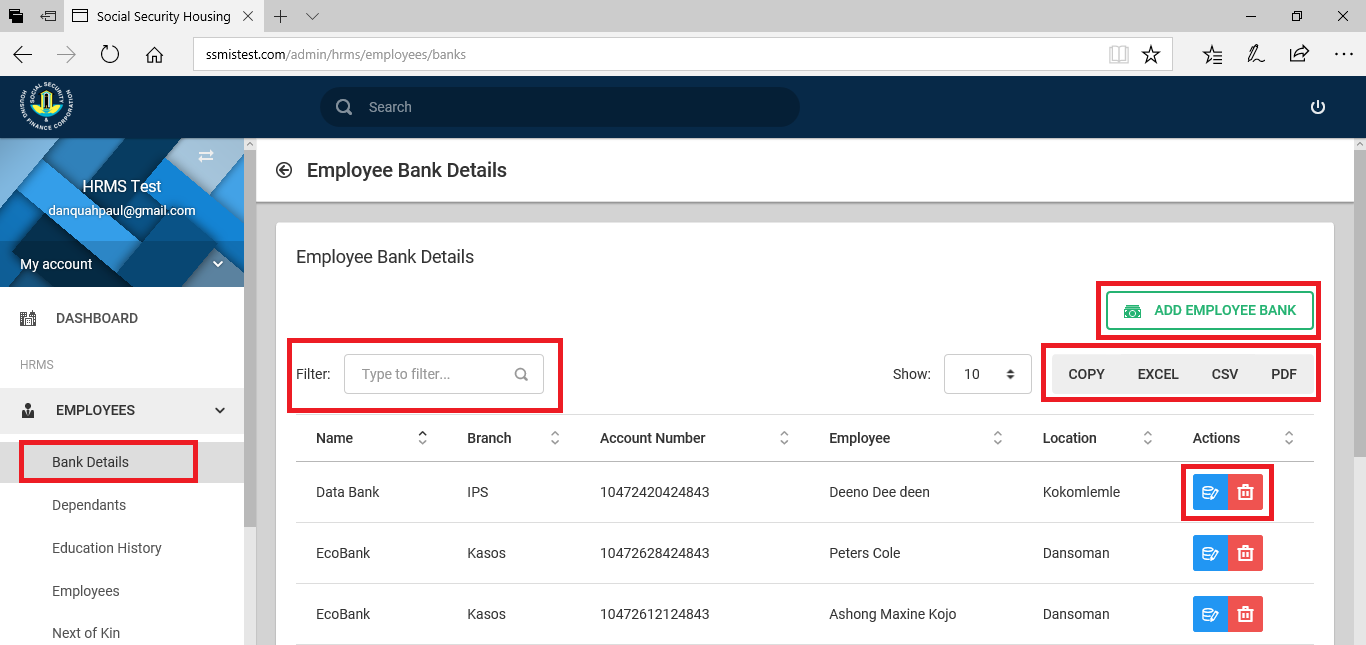 Social Security Housing
ssmistest.com/admin/hrms/employees/banks
SOCIAL SECURITY
HOUSING FINANCE CORPORATION
&
Search
HRMS Test
danquahpaul@gmail.com
My account
DASHBOARD
HRMS
EMPLOYEES
Bank Details
Dependants
Education History
Employees
Next of Kin
Employee Bank Details
Employee Bank Details
ADD EMPLOYEE BANK
Filter: Type to filter... Show: 10 COPY EXCEL CSV PDF
Name Branch Account Number Employee Location Actions
Data Bank IPS 10472420424843 Deeno Dee deen Kokomlemle
EcoBank Kasos 10472628424843 Peters Cole Dansoman
EcoBank Kasos 10472612124843 Ashong Maxine Kojo Dansoman